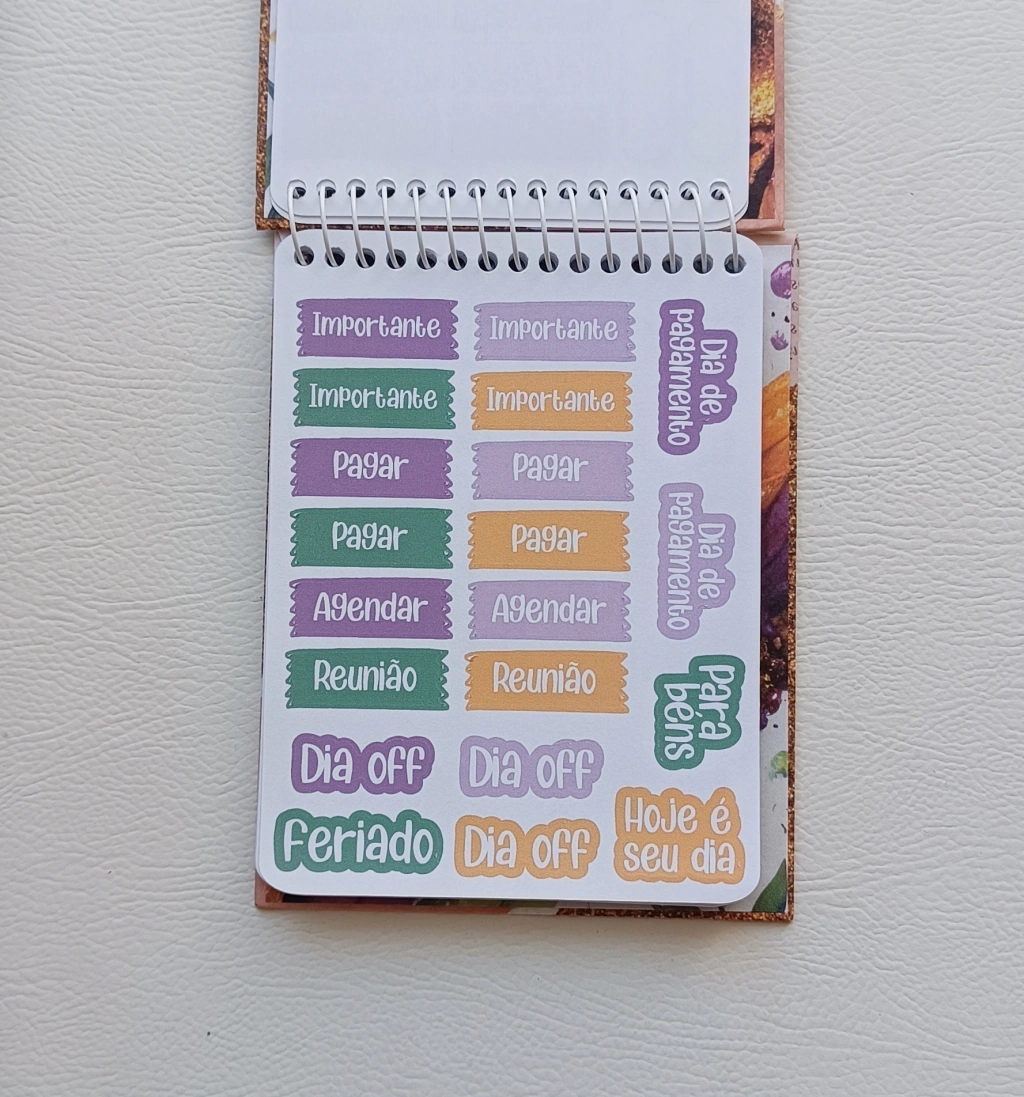 Importante
Importante
Dia de
pagamento
Importante
Importante
Pagar
Pagar
Dia de
pagamento
Pagar
Pagar
Agendar
Agendar
Reunião
Reunião
Para
béns
Dia off
Dia off
Hoje é
seu dia
Feriado
Dia off